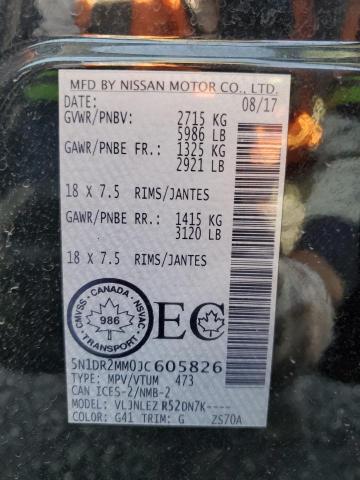 MFD BY NISSAN MOTOR CO., LTD.
DATE: 08/17
GVWR/PNBV: 2715 KG
5986 LB
GAWR/PNBE FR.: 1325 KG
2921 LB
18 X 7.5 RIMS/JANTES
GAWR/PNBE RR.: 1415 KG
3120 LB
18 X 7.5 RIMS/JANTES
CANADA
CMVSS NSVAC
986
TRANSPORT
EC
5N1DR2MM0JC605826
TYPE: MPV/VTUM 473
CAN ICES-2/NMB-2
MODEL: VLJNLEZ R52DN7K----
COLOR: G41 TRIM: G ZS70A